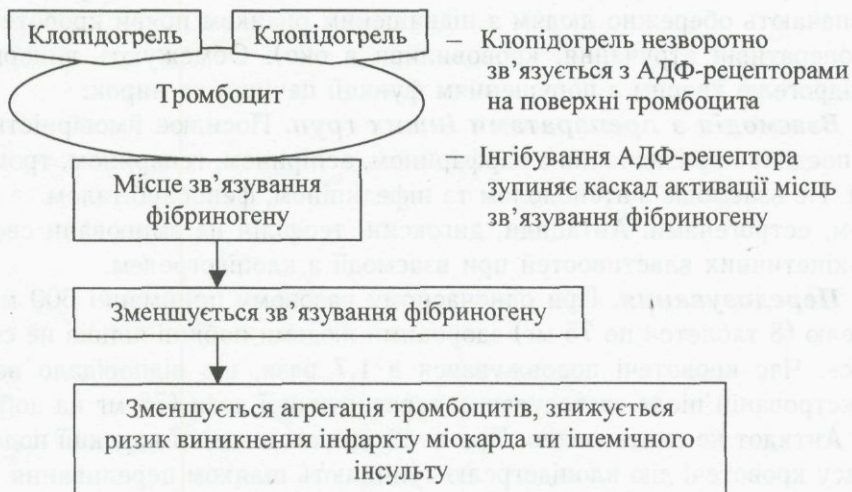 Клопідогрель
Клопідогрель
Тромбоцит
Місце зв'язування
фібриногену
– Клопідогрель незворотно
зв'язується з АДФ-рецепторами
на поверхні тромбоцита
Інгібування АДФ-рецептора
зупиняє каскад активації місць
зв'язування фібриногену
Зменшується зв'язування фібриногену
Зменшується агрегація тромбоцитів, знижується
ризик виникнення інфаркту міокарда чи ішемічного
інсульту